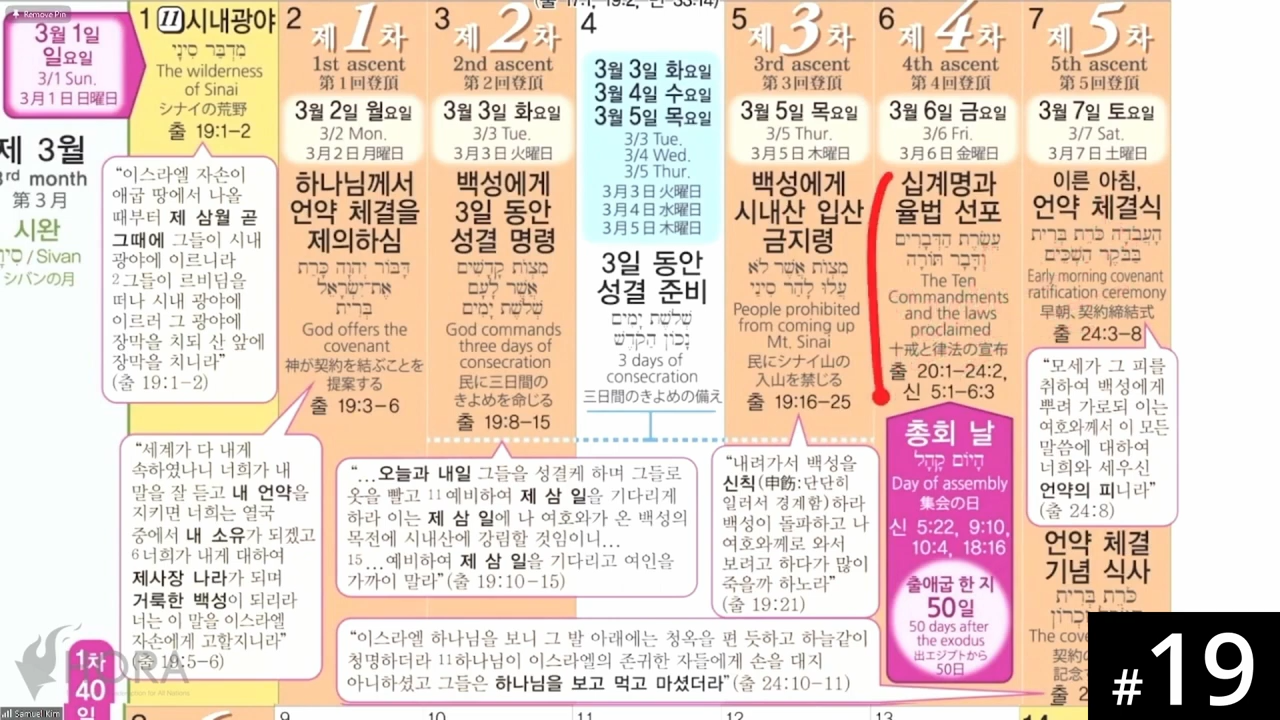 Remove Pin
3월 1일
일요일
3/1 Sun.
3月1日 日曜日
제 3월
3rd month
第3月
시완
סִיוָן / Sivan
シバンの月
1차
40
일
1 ⑪ 시내광야
מִדְבַּר סִינָי
The wilderness
of Sinai
シナイの荒野
출 19:1–2
“이스라엘 자손이
애굽 땅에서 나올
때부터 제 삼월 곧
그때에 그들이 시내
광야에 이르니라
2 그들이 르비딤을
떠나 시내 광야에
이르러 그 광야에
장막을 치되 산 앞에
장막을 치니라”
(출 19:1–2)
2 제1차
1st ascent
第1回登頂
3월 2일 월요일
3/2 Mon.
3月2日 月曜日
하나님께서
언약 체결을
제의하심
דִּבּוֹר יְהוָה כָּרַת
אֶת־יִשְׂרָאֵל
בְּרִית
God offers the
covenant
神が契約を結ぶことを
提案する
출 19:3–6
“세계가 다 내게
속하였나니 너희가 내
말을 잘 듣고 내 언약을
지키면 너희는 열국
중에서 내 소유가 되겠고
6 너희가 내게 대하여
제사장 나라가 되며
거룩한 백성이 되리라
너는 이 말을 이스라엘
자손에게 고할지니라”
(출 19:5–6)
3 제2차
2nd ascent
第2回登頂
3월 3일 화요일
3/3 Tue.
3月3日 火曜日
백성에게
3일 동안
성결 명령
מִצְוֹת קְדֹשִׁים
אֲשֶׁר לָעָם
שְׁלֹשֶׁת יָמִים
God commands
three days of
consecration
民に三日間の
きよめを命じる
출 19:8–15
(출 17:1, 19:2, 민 33:14)
4
3월 3일 화요일
3월 4일 수요일
3월 5일 목요일
3/3 Tue.
3/4 Wed.
3/5 Thur.
3月3日 火曜日
3月4日 水曜日
3月5日 木曜日
3일 동안
성결 준비
שְׁלֹשֶׁת יָמִים
נָכוֹן הִקְדִּשׁ
3 days of
consecration
三日間のきよめの備え
“…오늘과 내일 그들을 성결케 하며 그들로
옷을 빨고 11 예비하여 제 삼 일을 기다리게
하라 이는 제 삼 일에 나 여호와가 온 백성의
목전에 시내산에 강림할 것임이니…
15…예비하여 제 삼 일을 기다리고 여인을
가까이 말라” (출 19:10–15)
5 제3차
3rd ascent
第3回登頂
3월 5일 목요일
3/5 Thur.
3月5日 木曜日
백성에게
시내산 입산
금지령
מִצְוֹת אֲשֶׁר לֹא
עֲלוּ לְהַר סִינַי
People prohibited
from coming up
Mt. Sinai
民にシナイ山の
入山を禁じる
출 19:16–25
“내려가서 백성을
신칙(申飭: 단단히
일러서 경계함)하라
백성이 돌파하고 나
여호와께로 와서
보려고 하다가 많이
죽을까 하노라”
(출 19:21)
6 제4차
4th ascent
第4回登頂
3월 6일 금요일
3/6 Fri.
3月6日 金曜日
십계명과
율법 선포
עֲשֶׂרֶת הַדְּבָרִים
וְדָבָר תּוֹרָה
The Ten
Commandments
and the laws
proclaimed
十戒と律法の宣布
출 20:1–24:2,
신 5:1–6:3
총회 날
הַיּוֹם קָהָל
Day of assembly
集会の日
신 5:22, 9:10,
10:4, 18:16
출애굽 한 지
50일
50 days after
the exodus
出エジプトから
50日
7 제5차
5th ascent
第5回登頂
3월 7일 토요일
3/7 Sat.
3月7日 土曜日
이른 아침,
언약 체결식
הָעֲבֹדָה כֹּרֵת בְּרִית
בַּבֹּקֶר הַשְׁכִּים
Early morning covenant
ratification ceremony
早朝、契約締結式
출 24:3–8
“모세가 그 피를
취하여 백성에게
뿌려 가로되 이는
여호와께서 이 모든
말씀에 대하여
너희와 세우신
언약의 피니라”
(출 24:8)
언약 체결
기념 식사
כֹּרֵת בְּרִית
The cove
契約の
記念
출 2
“이스라엘 하나님을 보니 그 발 아래에는 청옥을 편 듯하고 하늘같이
청명하더라 11 하나님이 이스라엘의 존귀한 자들에게 손을 대지
아니하셨고 그들은 하나님을 보고 먹고 마셨더라” (출 24:10–11)
HORA
Samuel Kim
9
10
11
12
13
14
#19